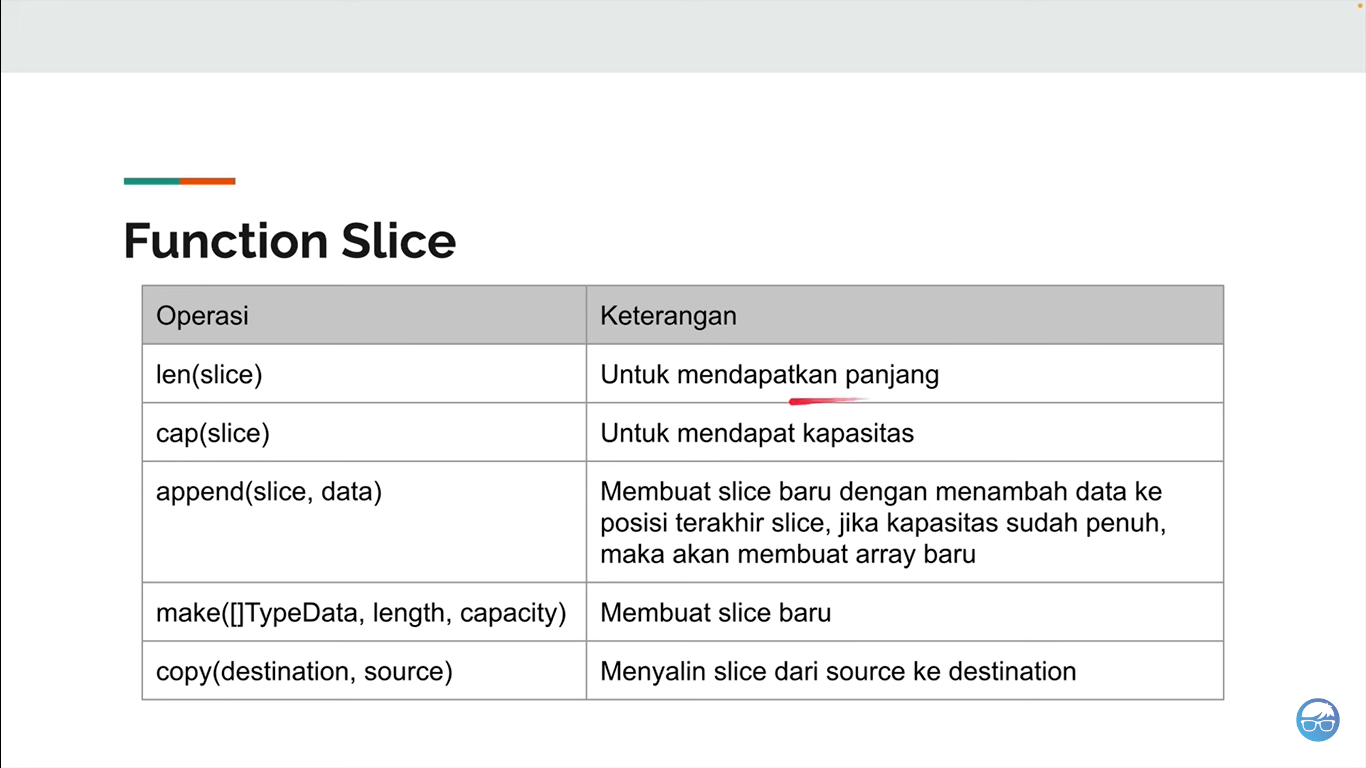 Function Slice
Operasi
Keterangan
len(slice)
Untuk mendapatkan panjang
cap(slice)
Untuk mendapat kapasitas
append(slice, data)
Membuat slice baru dengan menambah data ke
posisi terakhir slice, jika kapasitas sudah penuh,
maka akan membuat array baru
make([]TypeData, length, capacity)
Membuat slice baru
copy(destination, source)
Menyalin slice dari source ke destination